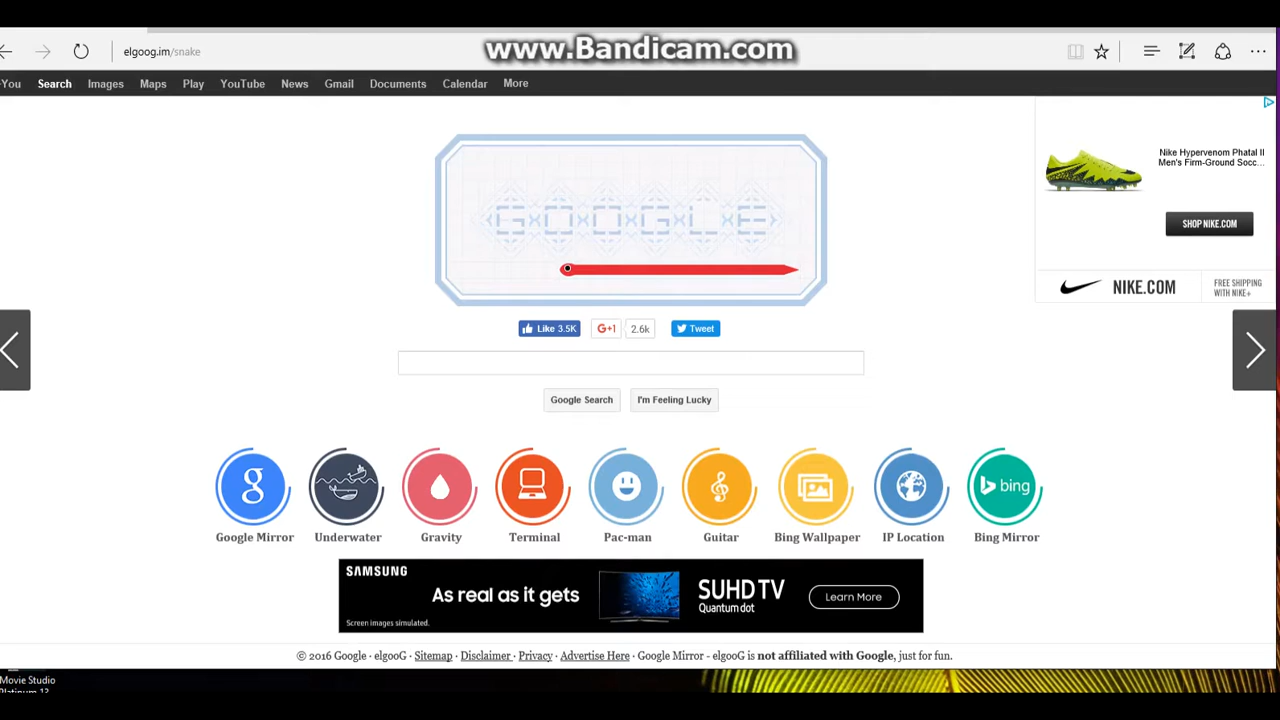 www.Bandicam.com
elgoog.im/snake
You Search Images Maps Play YouTube News Gmail Documents Calendar More
GOOGLE
Nike Hypervenom Phatal II
Men's Firm-Ground Socc...
SHOP NIKE.COM
NIKE.COM
FREE SHIPPING
WITH NIKE+
Like 3.5K
G+1
2.6k
Tweet
Google Search
I'm Feeling Lucky
g
bing
Google Mirror
Underwater
Gravity
Terminal
Pac-man
Guitar
Bing Wallpaper
IP Location
Bing Mirror
SAMSUNG
As real as it gets
SUHD TV
Quantum dot
Learn More
Screen images simulated.
© 2016 Google · elgooG · Sitemap · Disclaimer · Privacy · Advertise Here · Google Mirror - elgooG is not affiliated with Google, just for fun.
Movie Studio
Platinum 13